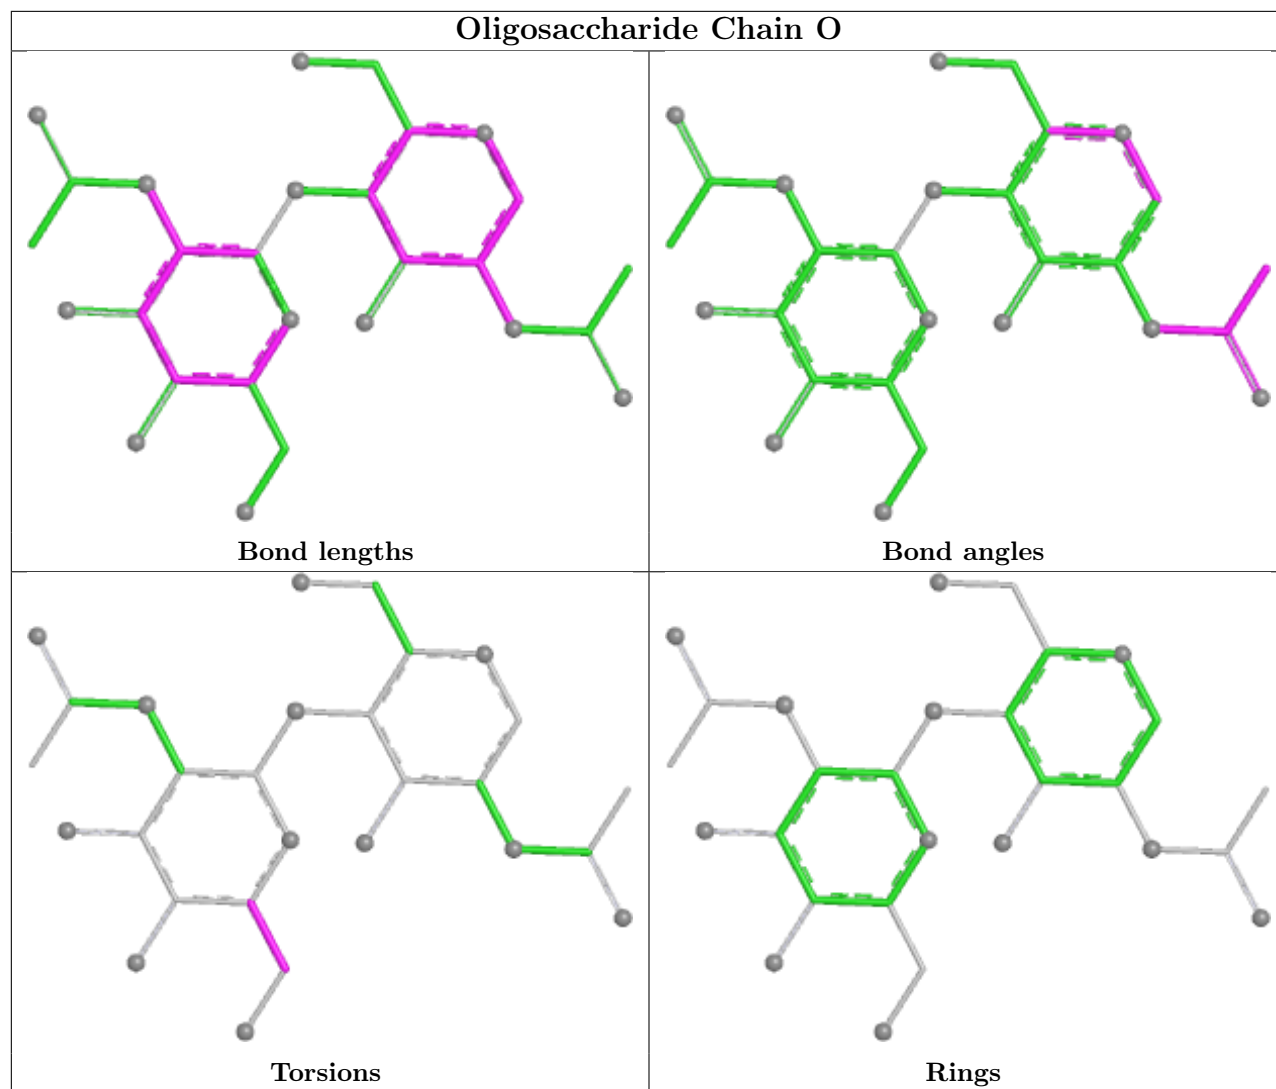 Oligosaccharide Chain O
Bond lengths
Bond angles
Torsions
Rings